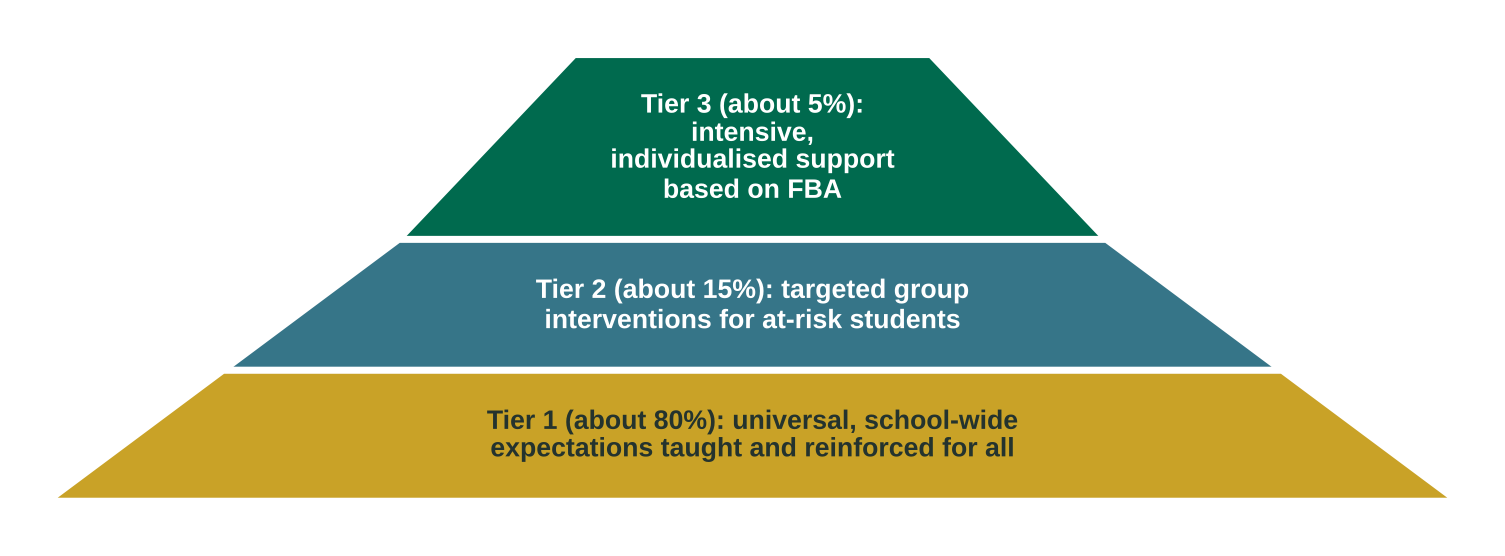 Tier 3 (about 5%):
intensive,
individualised support
based on FBA
Tier 2 (about 15%): targeted group
interventions for at-risk students
Tier 1 (about 80%): universal, school-wide
expectations taught and reinforced for all